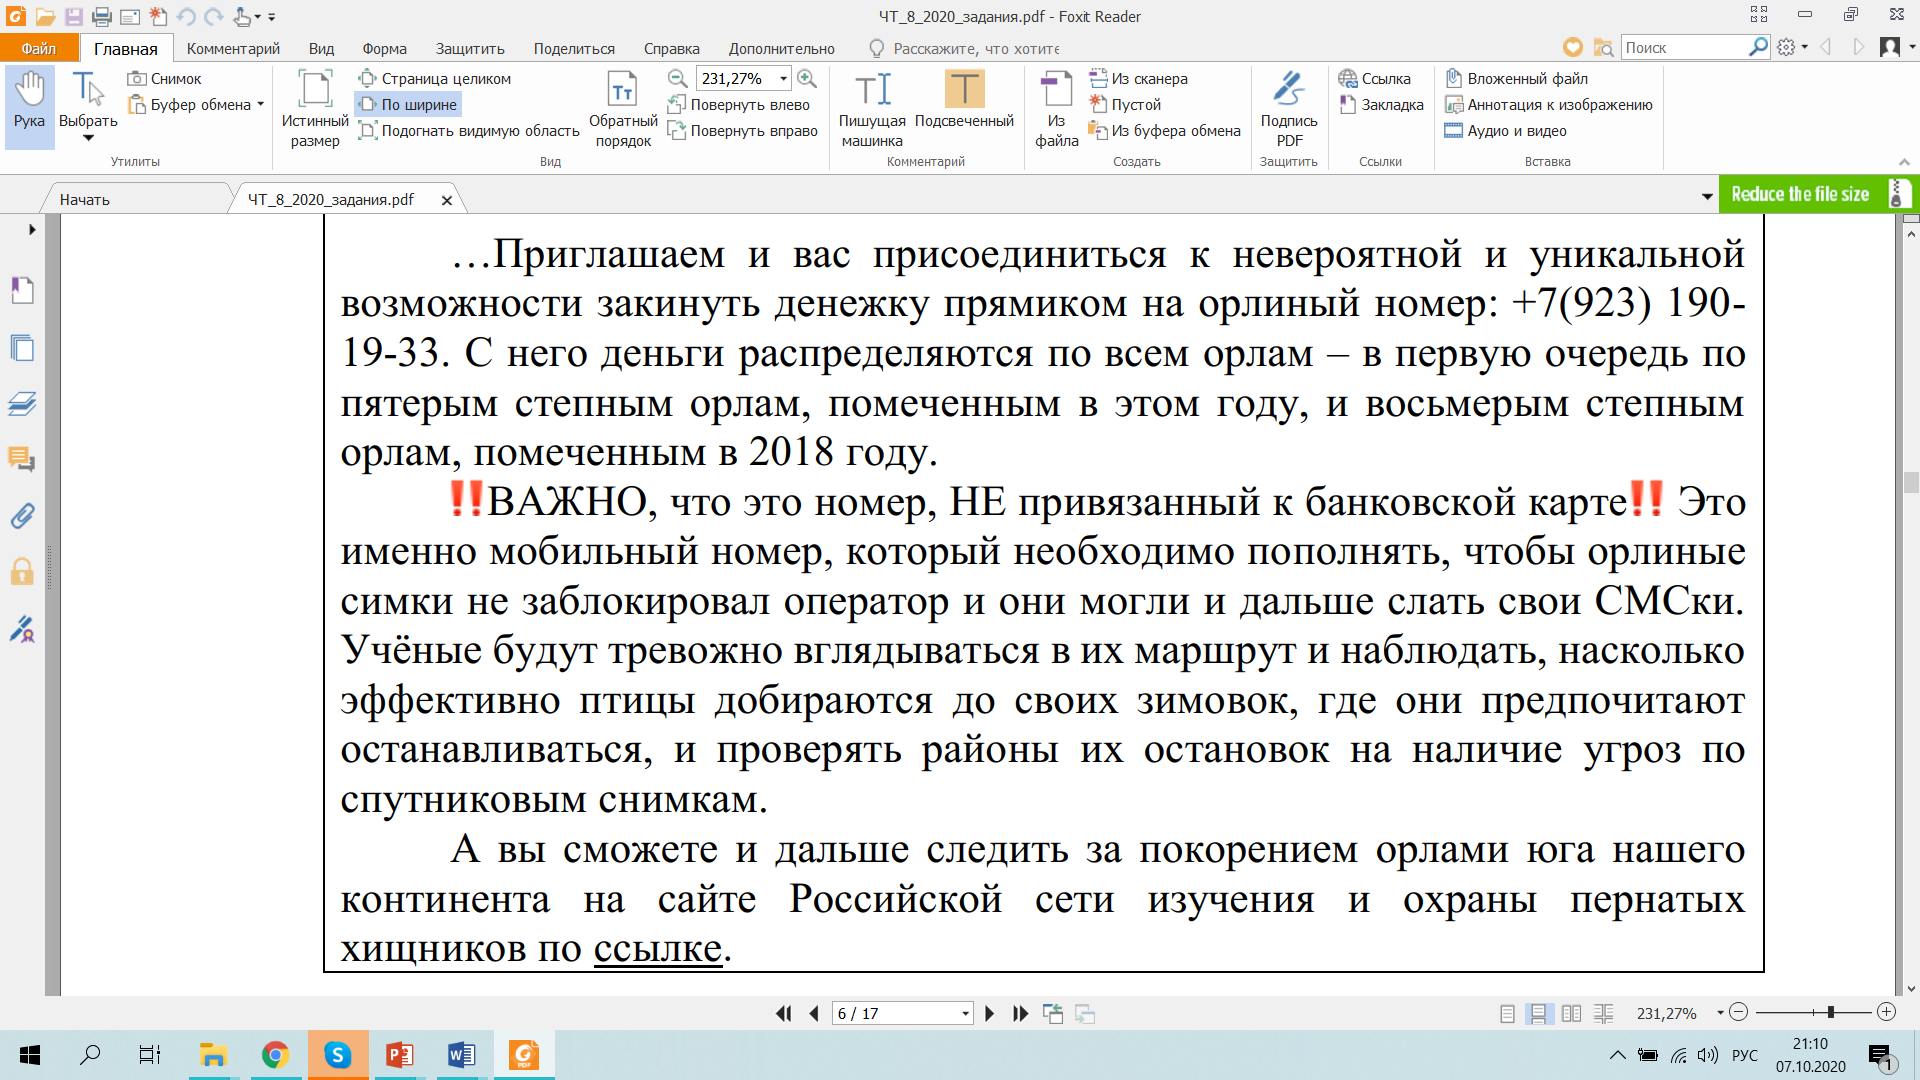 ЧТ_8_2020_задания.pdf - Foxit Reader
Файл Главная Комментарий Вид Форма Защитить Поделиться Справка Дополнительно Расскажите, что хотите Поиск
Рука
Выбрать
Снимок
Буфер обмена
Утилиты
Истинный размер
Страница целиком
По ширине
Подогнать видимую область
Обратный порядок
231,27%
Повернуть влево
Повернуть вправо
Вид
Пишущая машинка
Подсвеченный
Комментарий
Из файла
Из сканера
Пустой
Из буфера обмена
Создать
Подпись PDF
Защитить
Ссылка
Закладка
Ссылки
Вложенный файл
Аннотация к изображению
Аудио и видео
Вставка
Начать ЧТ_8_2020_задания.pdf Reduce the file size
…Приглашаем и вас присоединиться к невероятной и уникальной
возможности закинуть денежку прямиком на орлиный номер: +7(923) 190-
19-33. С него деньги распределяются по всем орлам – в первую очередь по
пятерым степным орлам, помеченным в этом году, и восьмерым степным
орлам, помеченным в 2018 году.
‼ВАЖНО, что это номер, НЕ привязанный к банковской карте‼ Это
именно мобильный номер, который необходимо пополнять, чтобы орлиные
симки не заблокировал оператор и они могли и дальше слать свои СМСки.
Учёные будут тревожно вглядываться в их маршрут и наблюдать, насколько
эффективно птицы добираются до своих зимовок, где они предпочитают
останавливаться, и проверять районы их остановок на наличие угроз по
спутниковым снимкам.
А вы сможете и дальше следить за покорением орлами юга нашего
континента на сайте Российской сети изучения и охраны пернатых
хищников по ссылке.
6 / 17 231,27%
РУС 21:10
07.10.2020
1